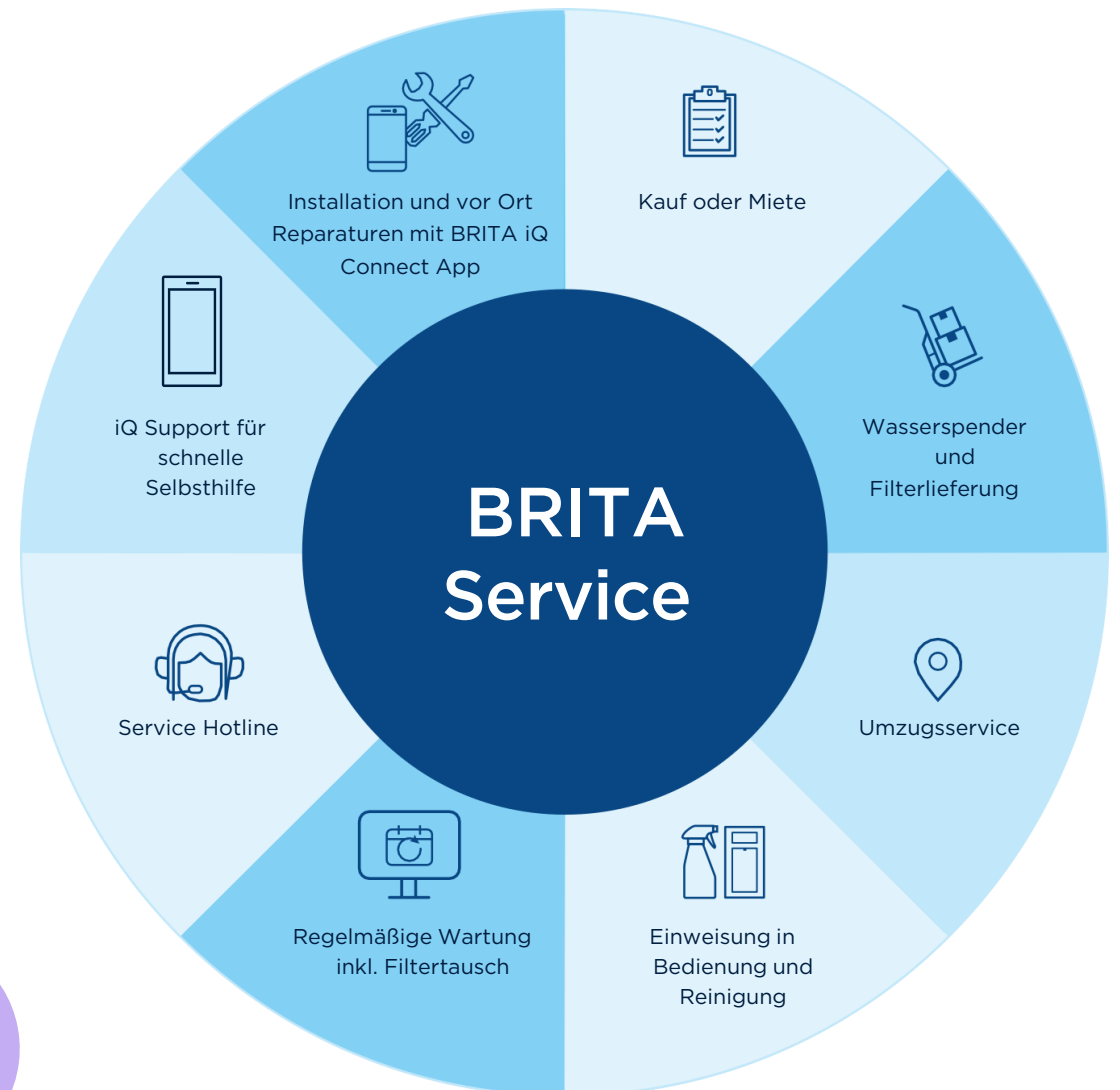 Installation und vor Ort
Reparaturen mit BRITA iQ
Connect App
Kauf oder Miete
Wasserspender
und
Filterlieferung
Umzugsservice
Einweisung in
Bedienung und
Reinigung
Regelmäßige Wartung
inkl. Filtertausch
Service Hotline
iQ Support für
schnelle
Selbsthilfe
BRITA
Service